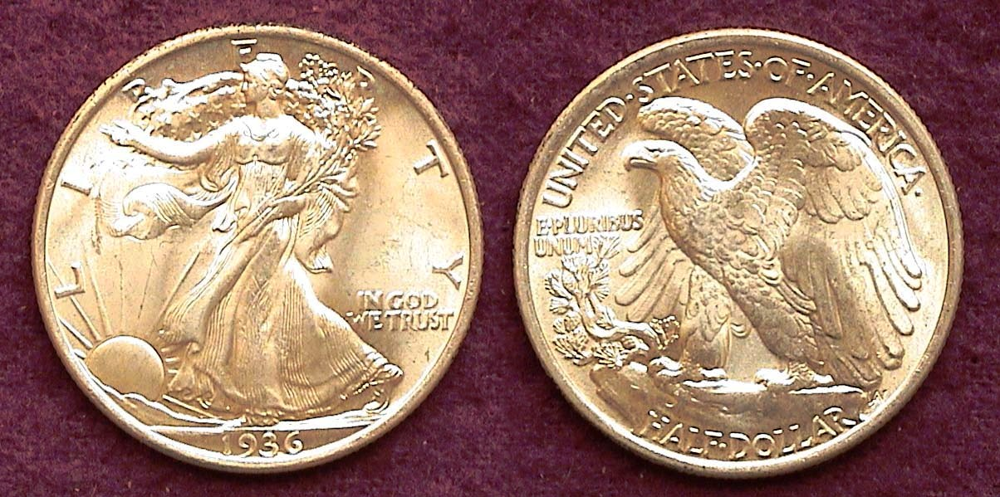 LIBERTY
IN GOD
WE TRUST
1936
UNITED·STATES·OF·AMERICA·
E·PLURIBUS
UNUM
HALF·DOLLAR